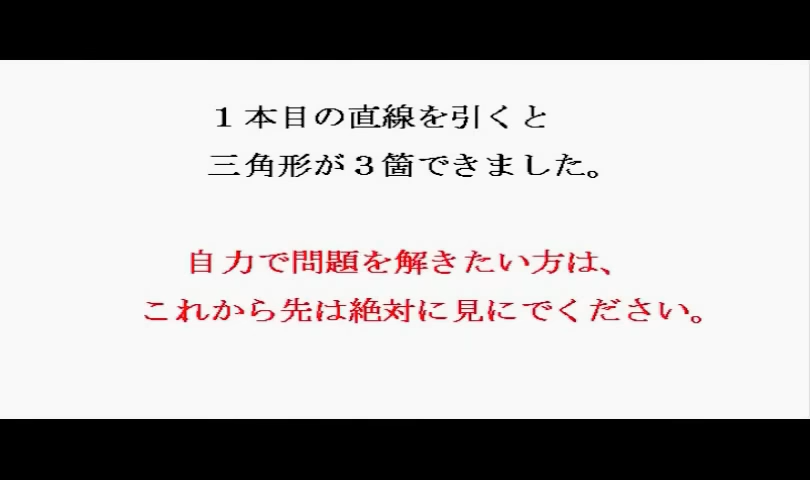 １本目の直線を引くと
三角形が３箇できました。
自力で問題を解きたい方は、
これから先は絶対に見にでください。